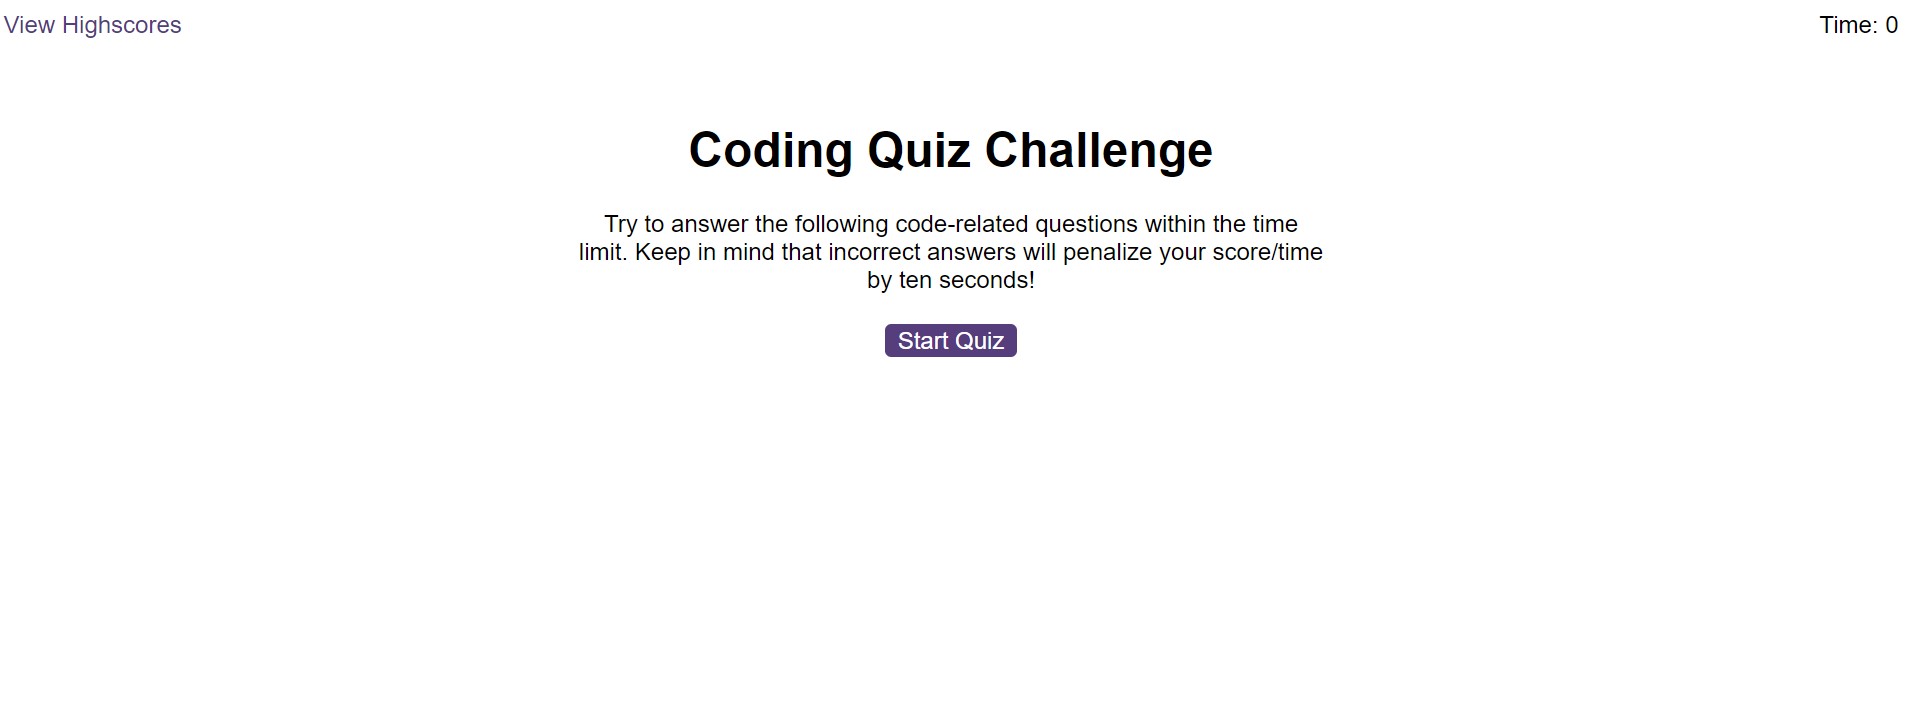 View Highscores
Time: 0
Coding Quiz Challenge
Try to answer the following code-related questions within the time
limit. Keep in mind that incorrect answers will penalize your score/time
by ten seconds!
Start Quiz